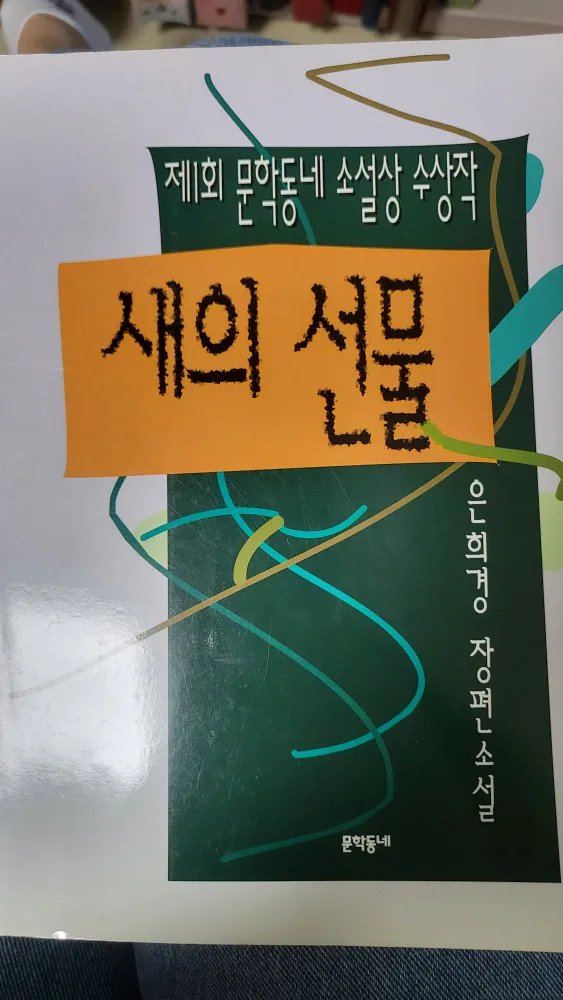 제1회 문학동네 소설상 수상작
새의 선물
은희경 장편소설
문학동네